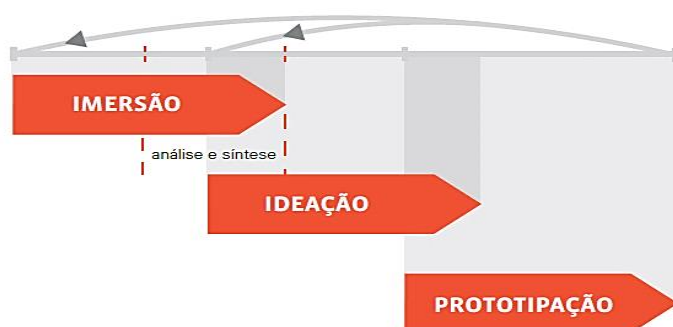 IMERSÃO
análise e síntese
IDEAÇÃO
PROTOTIPAÇÃO